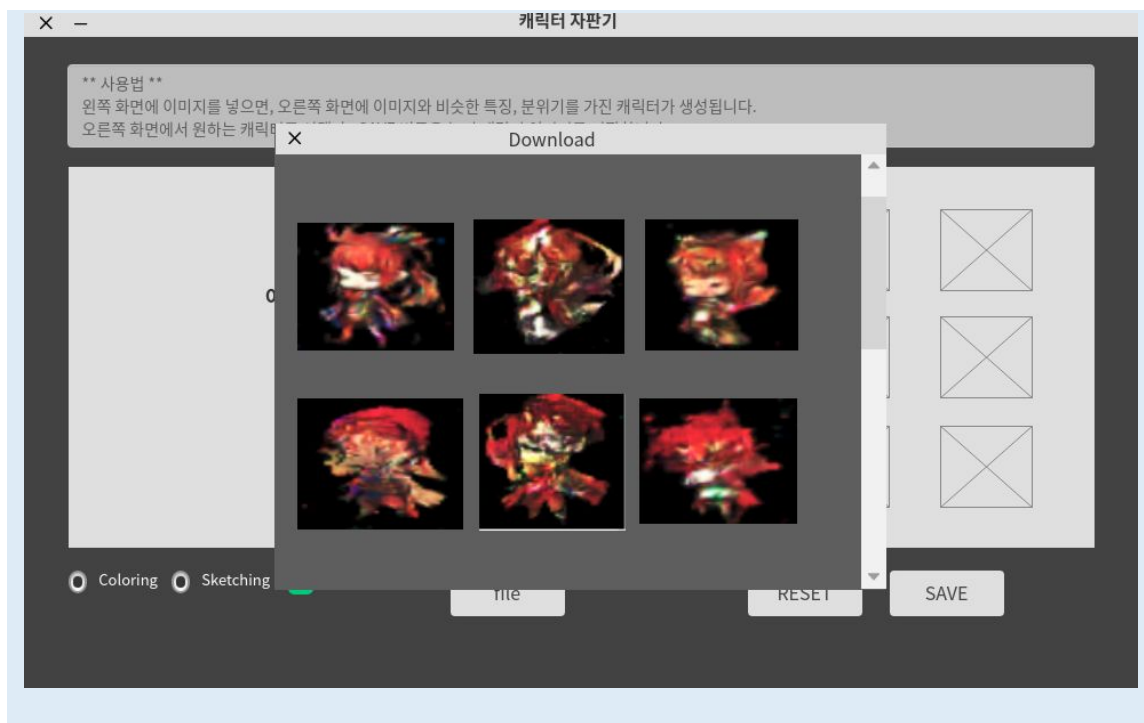 캐릭터 자판기
** 사용법 **
왼쪽 화면에 이미지를 넣으면, 오른쪽 화면에 이미지와 비슷한 특징, 분위기를 가진 캐릭터가 생성됩니다.
오른쪽 화면에서 원하는
Download
Coloring
Sketching
file
RESET
SAVE